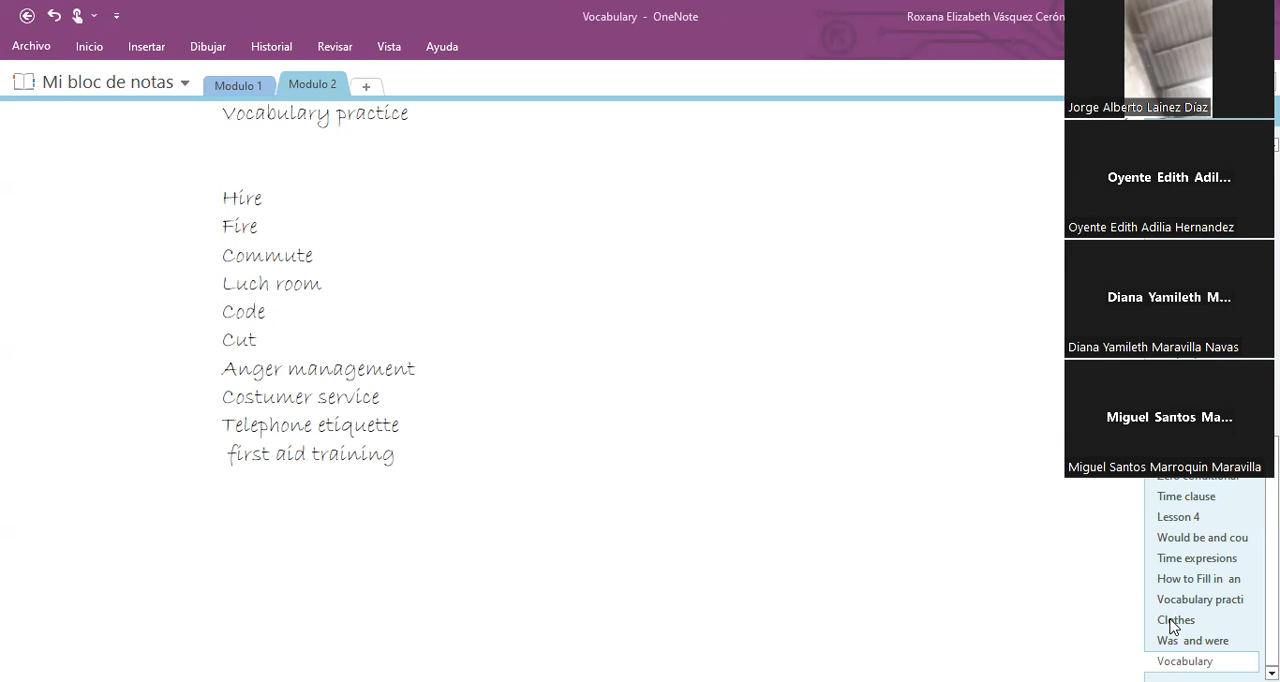 Vocabulary - OneNote
Roxana Elizabeth Vásquez Cerón
Archivo Inicio Insertar Dibujar Historial Revisar Vista Ayuda
Mi bloc de notas Modulo 1 Modulo 2 +
Vocabulary practice
Hire
Fire
Commute
Luch room
Code
Cut
Anger management
Costumer service
Telephone etiquette
first aid training
Jorge Alberto Lainez Díaz
Oyente Edith Adil...
Oyente Edith Adilia Hernandez
Diana Yamileth M...
Diana Yamileth Maravilla Navas
Miguel Santos Ma...
Miguel Santos Marroquin Maravilla
Zero conditional
Time clause
Lesson 4
Would be and cou
Time expresions
How to Fill in an
Vocabulary practi
Clothes
Was and were
Vocabulary